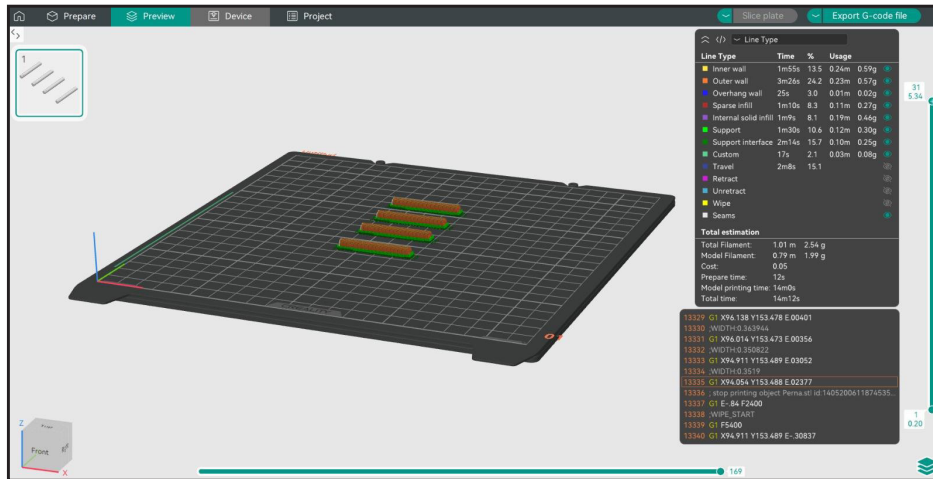 Prepare
Preview
Device
Project
Slice plate
Export G-code file
1
Line Type
Line Type Time % Usage
Inner wall 1m55s 13.5 0.24m 0.59g
Outer wall 3m26s 24.2 0.23m 0.57g
Overhang wall 25s 3.0 0.01m 0.02g
Sparse infill 1m10s 8.3 0.11m 0.27g
Internal solid infill 1m9s 8.1 0.19m 0.46g
Support 1m30s 10.6 0.12m 0.30g
Support interface 2m14s 15.7 0.10m 0.25g
Custom 17s 2.1 0.03m 0.08g
Travel 2m8s 15.1
Retract
Unretract
Wipe
Seams
Total estimation
Total Filament: 1.01 m 2.54 g
Model Filament: 0.79 m 1.99 g
Cost: 0.05
Prepare time: 12s
Model printing time: 14m0s
Total time: 14m12s
31
5.34
13329 G1 X96.138 Y153.478 E.00401
13330 ;WIDTH:0.363944
13331 G1 X96.014 Y153.473 E.00356
13332 ;WIDTH:0.350822
13333 G1 X94.911 Y153.489 E.03052
13334 ;WIDTH:0.3519
13335 G1 X94.054 Y153.488 E.02377
13336 ; stop printing object Pema.stl id:1405200611874535...
13337 G1 E-.84 F2400
13338 ;WIPE_START
13339 G1 F5400
13340 G1 X94.911 Y153.489 E-.30837
1
0.20
Z
Front
X
169